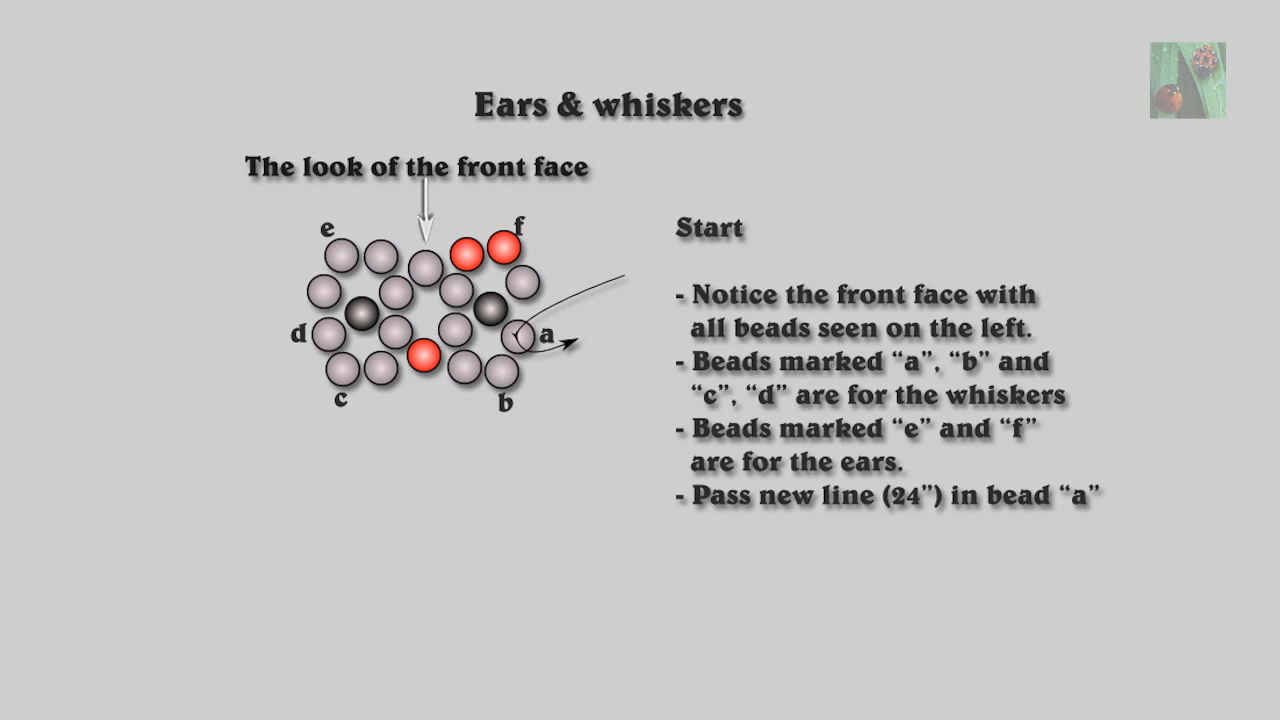 Ears & whiskers
The look of the front face
e
f
d
a
c
b
Start
- Notice the front face with
all beads seen on the left.
- Beads marked “a”, “b” and
“c”, “d” are for the whiskers
- Beads marked “e” and “f”
are for the ears.
- Pass new line (24”) in bead “a”